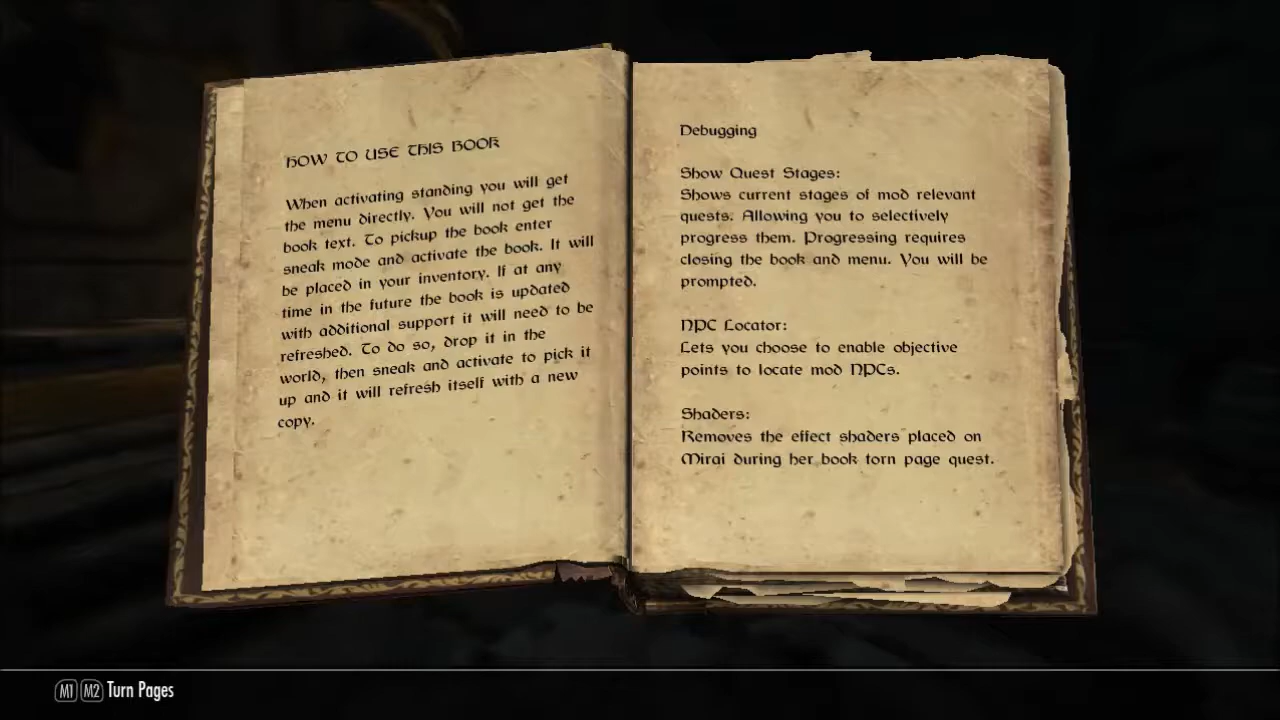 HOW TO USE THIS BOOK
When activating standing you will get
the menu directly. You will not get the
book text. To pickup the book enter
sneak mode and activate the book. It will
be placed in your inventory. If at any
time in the future the book is updated
with additional support it will need to be
refreshed. To do so, drop it in the
world, then sneak and activate to pick it
up and it will refresh itself with a new
copy.
Debugging
Show Quest Stages:
Shows current stages of mod relevant
quests. Allowing you to selectively
progress them. Progressing requires
closing the book and menu. You will be
prompted.
NPC Locator:
Lets you choose to enable objective
points to locate mod NPCs.
Shaders:
Removes the effect shaders placed on
Mirai during her book torn page quest.
M1 M2 Turn Pages